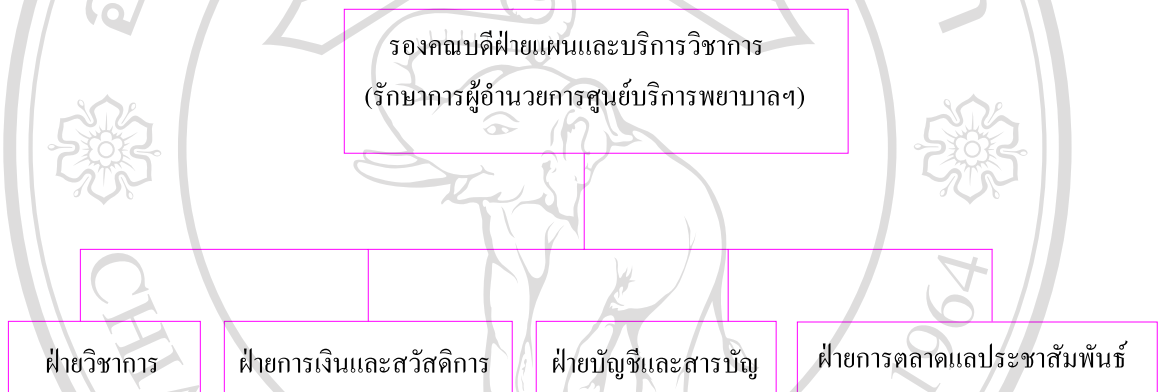 รองคณบดีฝ่ายแผนและบริการวิชาการ
(รักษาการผู้อำนวยการศูนย์บริการพยาบาลฯ)
ฝ่ายวิชาการ
ฝ่ายการเงินและสวัสดิการ
ฝ่ายบัญชีและสารบัญ
ฝ่ายการตลาดแลประชาสัมพันธ์
1964